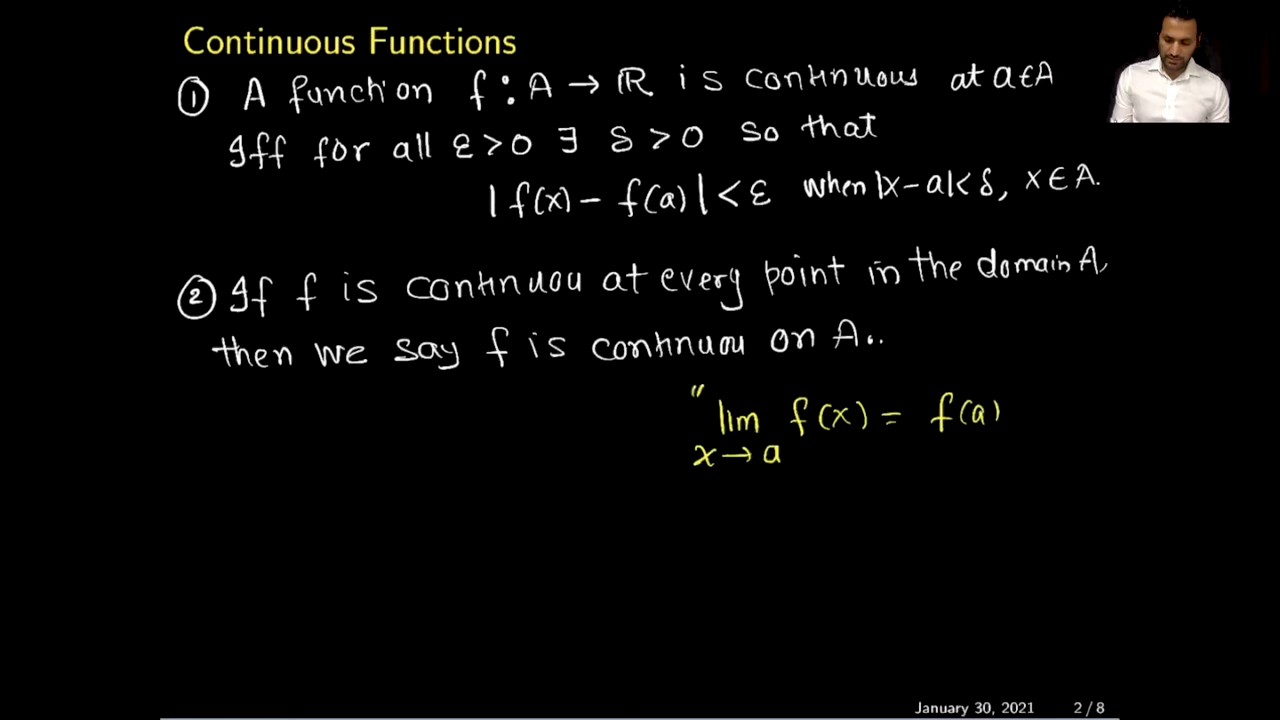 Continuous Functions
① A function f : A → ℝ is continuous at a ∈ A
Iff for all ε > 0 ∃ δ > 0 so that
| f(x) – f(a) | < ε when |x – a| < δ, x ∈ A.
② If f is continuou at every point in the domain A,
then we say f is continuou on A..
" lim f(x) = f(a)
x → a
January 30, 2021 2 / 8